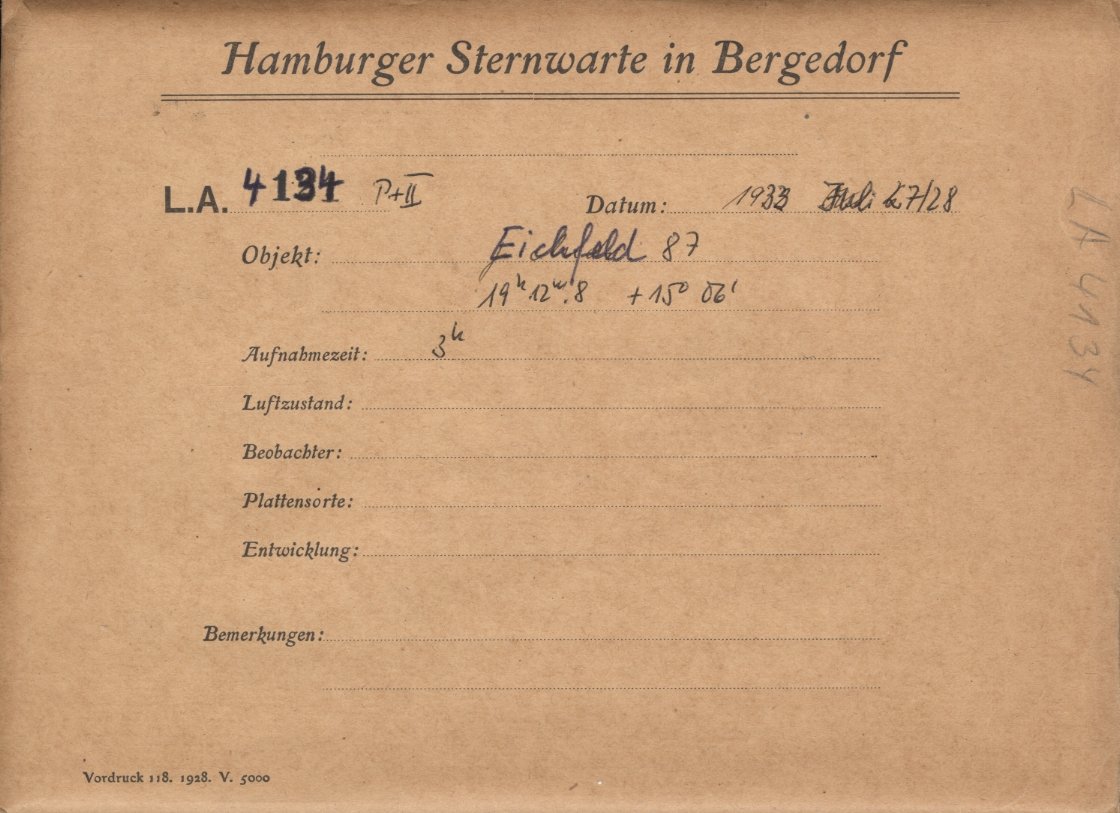 Hamburger Sternwarte in Bergedorf
L.A. 4134 P+II Datum: 1933 Juli 27/28
Objekt: Eichfeld 87
19h 12m.8 +15° 06'
Aufnahmezeit: 3h
Luftzustand:
Beobachter:
Plattensorte:
Entwicklung:
Bemerkungen:
Vordruck 118. 1928. V. 5000
LA 4134